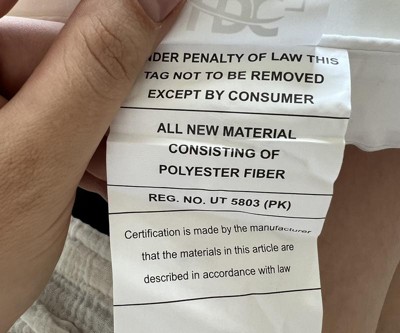 UNDER PENALTY OF LAW THIS
TAG NOT TO BE REMOVED
EXCEPT BY CONSUMER
ALL NEW MATERIAL
CONSISTING OF
POLYESTER FIBER
REG. NO. UT 5803 (PK)
Certification is made by the manufacturer
that the materials in this article are
described in accordance with law